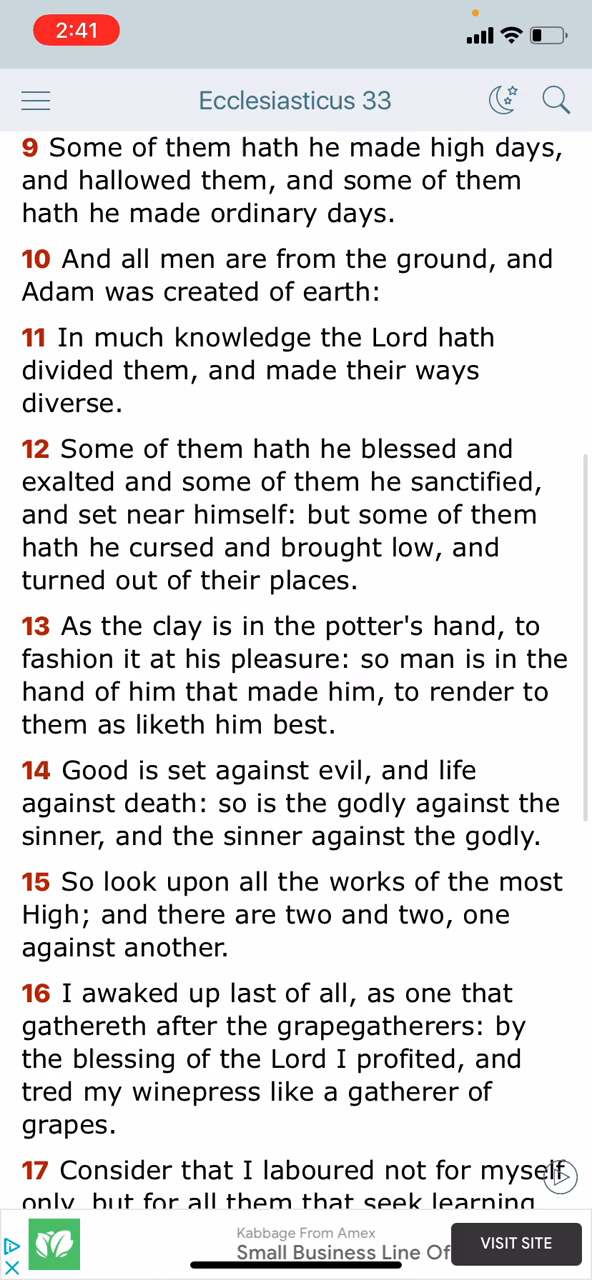 2:41
Ecclesiasticus 33
9 Some of them hath he made high days,
and hallowed them, and some of them
hath he made ordinary days.
10 And all men are from the ground, and
Adam was created of earth:
11 In much knowledge the Lord hath
divided them, and made their ways
diverse.
12 Some of them hath he blessed and
exalted and some of them he sanctified,
and set near himself: but some of them
hath he cursed and brought low, and
turned out of their places.
13 As the clay is in the potter's hand, to
fashion it at his pleasure: so man is in the
hand of him that made him, to render to
them as liketh him best.
14 Good is set against evil, and life
against death: so is the godly against the
sinner, and the sinner against the godly.
15 So look upon all the works of the most
High; and there are two and two, one
against another.
16 I awaked up last of all, as one that
gathereth after the grapegatherers: by
the blessing of the Lord I profited, and
tred my winepress like a gatherer of
grapes.
17 Consider that I laboured not for myself
only, but for all them that seek learning
Kabbage From Amex
Small Business Line Of
VISIT SITE